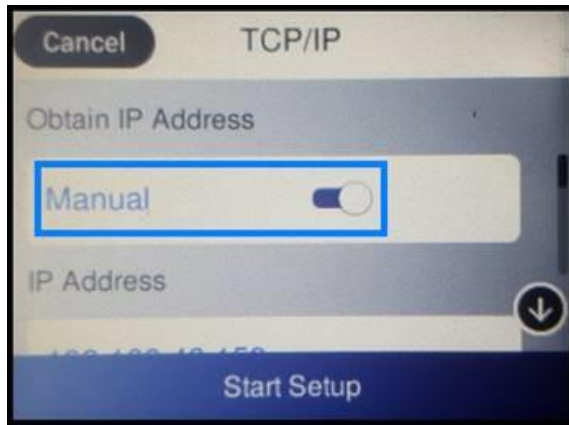 Cancel
TCP/IP
Obtain IP Address
Manual
IP Address
Start Setup